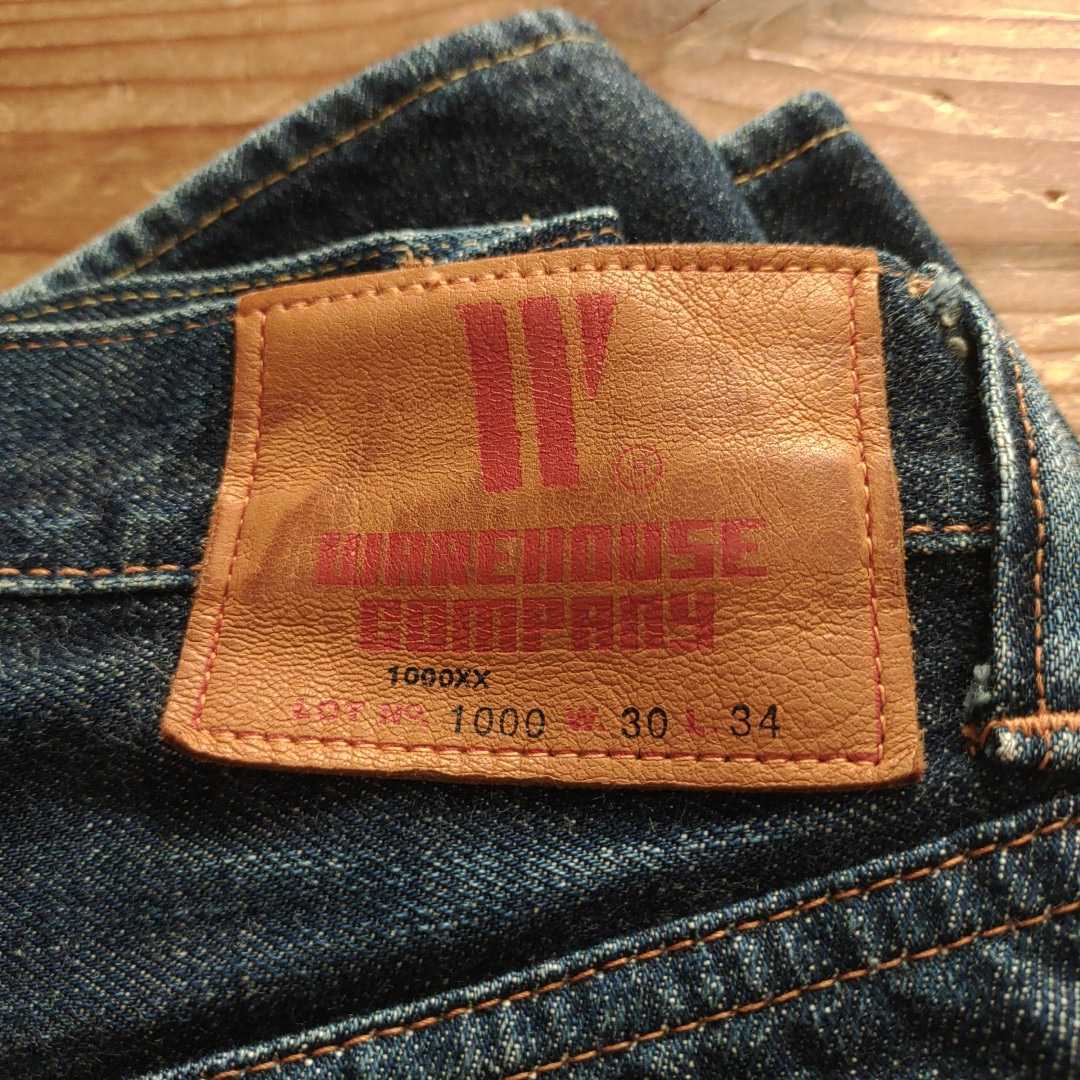 W
®
WAREHOUSE
COMPANY
1000XX
LOT No. 1000 W. 30 L. 34